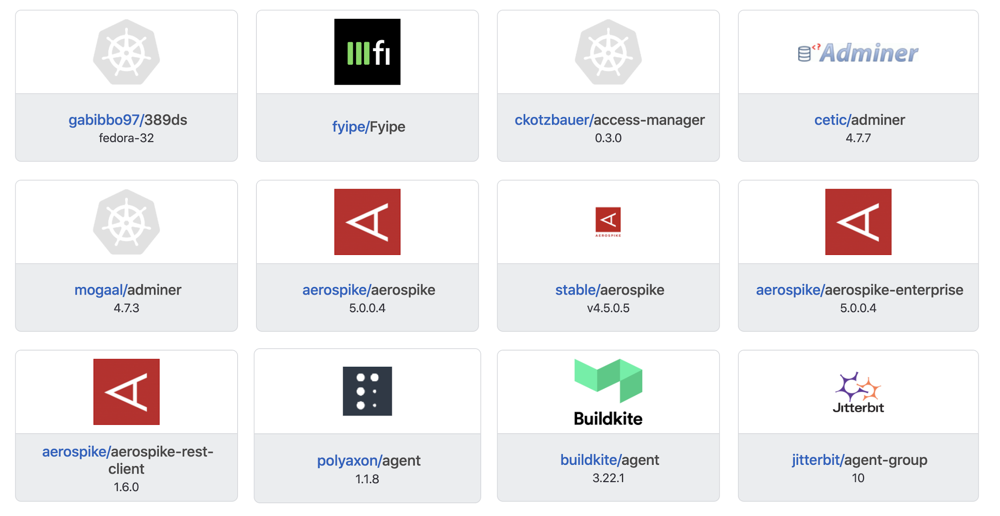 fi
<? Adminer
gabibbo97/389ds
fedora-32
fyipe/Fyipe
ckotzbauer/access-manager
0.3.0
cetic/adminer
4.7.7
AEROSPIKE
mogaal/adminer
4.7.3
aerospike/aerospike
5.0.0.4
stable/aerospike
v4.5.0.5
aerospike/aerospike-enterprise
5.0.0.4
Buildkite
Jitterbit
aerospike/aerospike-rest-
client
1.6.0
polyaxon/agent
1.1.8
buildkite/agent
3.22.1
jitterbit/agent-group
10